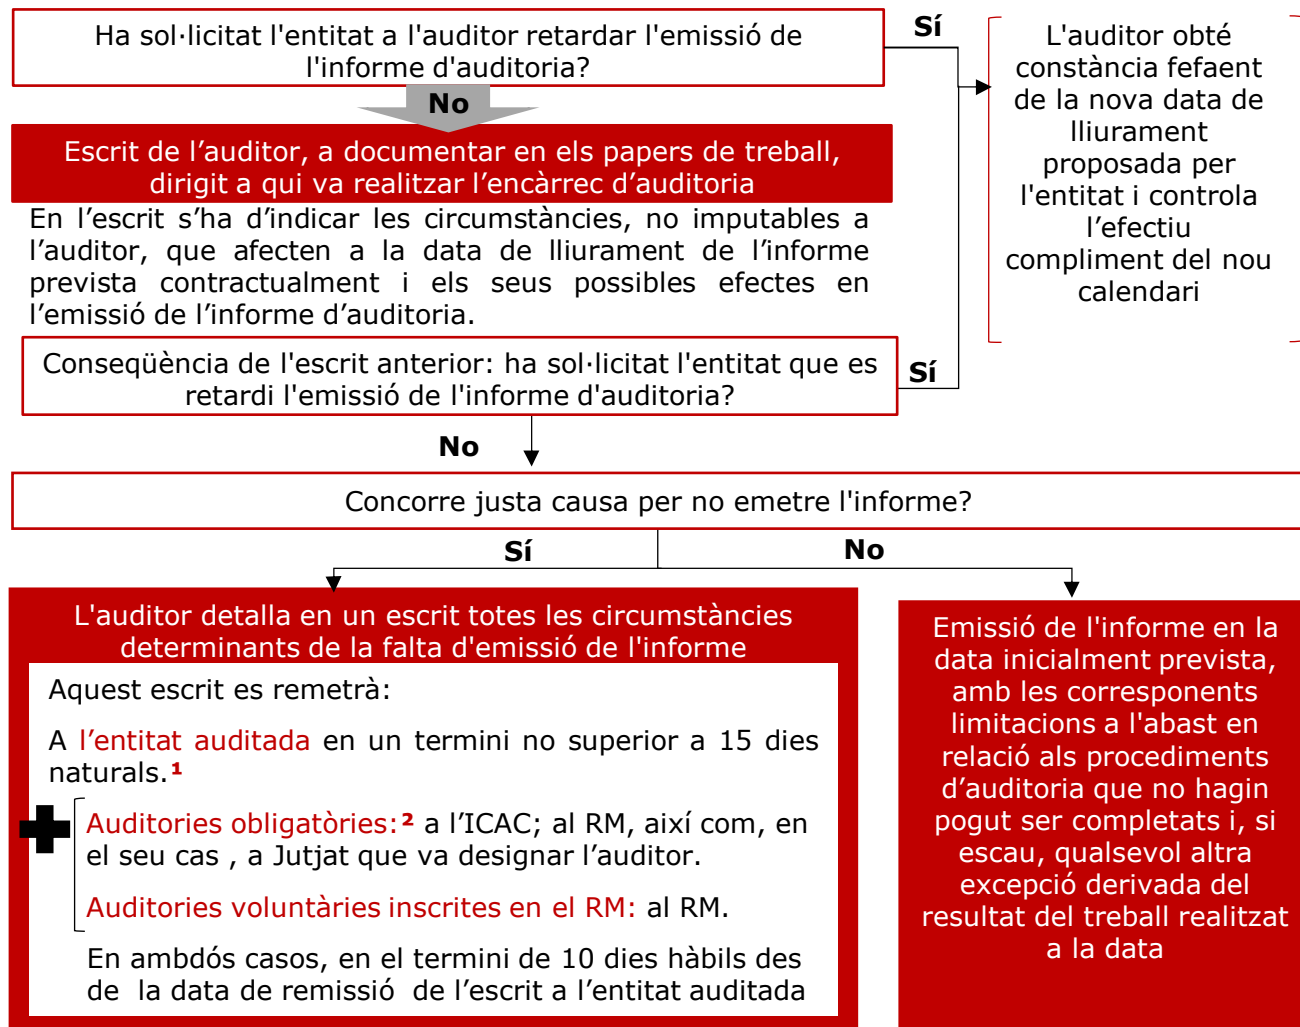 Ha sol·licitat l'entitat a l'auditor retardar l'emissió de
l'informe d'auditoria?
Sí
No
L'auditor obté
constància fefaent
de la nova data de
lliurament
proposada per
l'entitat i controla
l’efectiu
compliment del nou
calendari
Escrit de l’auditor, a documentar en els papers de treball,
dirigit a qui va realitzar l’encàrrec d’auditoria
En l’escrit s’ha d’indicar les circumstàncies, no imputables a
l’auditor, que afecten a la data de lliurament de l’informe
prevista contractualment i els seus possibles efectes en
l’emissió de l’informe d’auditoria.
Conseqüència de l'escrit anterior: ha sol·licitat l'entitat que es
retardi l'emissió de l'informe d'auditoria?
Sí
No
Concorre justa causa per no emetre l'informe?
Sí
No
L'auditor detalla en un escrit totes les circumstàncies
determinants de la falta d'emissió de l'informe
Aquest escrit es remetrà:
A l’entitat auditada en un termini no superior a 15 dies
naturals.¹
Auditories obligatòries:² a l’ICAC; al RM, així com, en
el seu cas , a Jutjat que va designar l’auditor.
Auditories voluntàries inscrites en el RM: al RM.
En ambdós casos, en el termini de 10 dies hàbils des
de la data de remissió de l’escrit a l’entitat auditada
Emissió de l'informe en la
data inicialment prevista,
amb les corresponents
limitacions a l'abast en
relació als procediments
d’auditoria que no hagin
pogut ser completats i, si
escau, qualsevol altra
excepció derivada del
resultat del treball realitzat
a la data